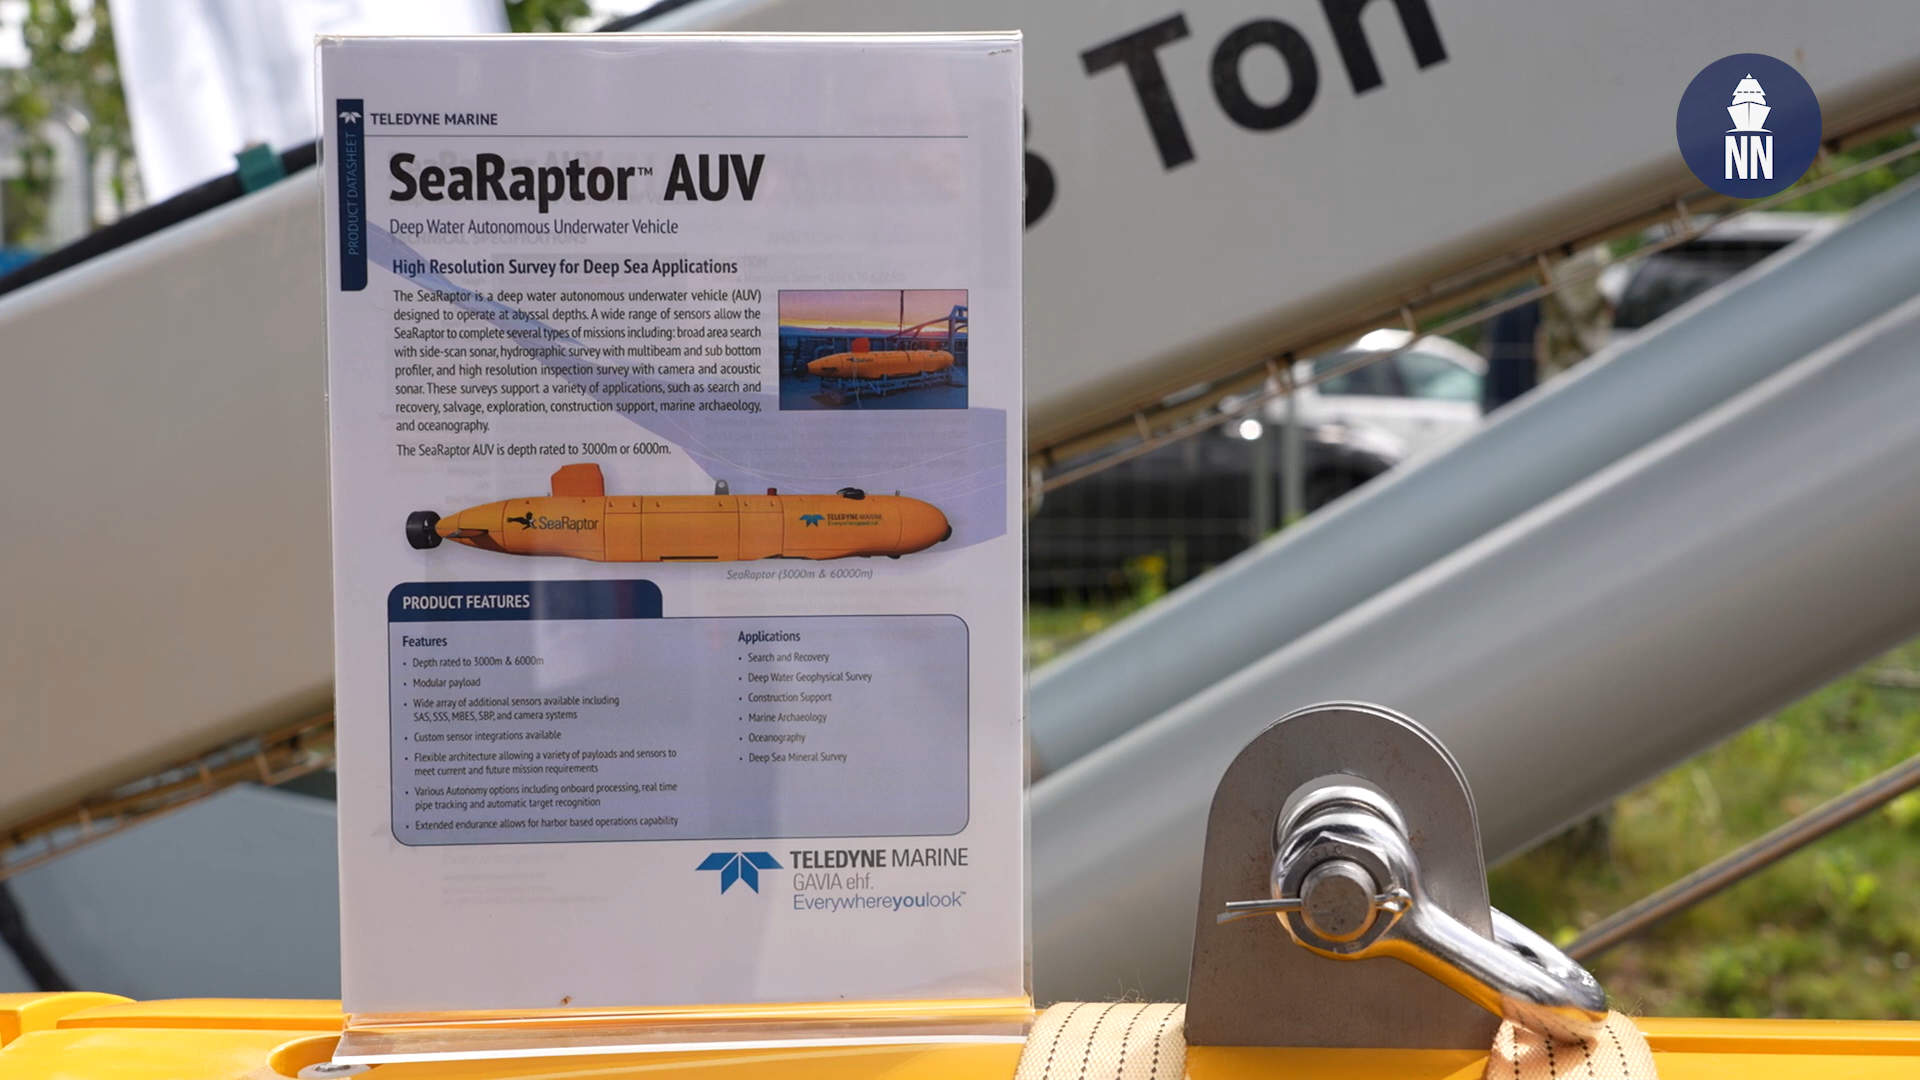 TELEDYNE MARINE
PRODUCT DATASHEET
SeaRaptor™ AUV
Deep Water Autonomous Underwater Vehicle
High Resolution Survey for Deep Sea Applications
The SeaRaptor is a deep water autonomous underwater vehicle (AUV)
designed to operate at abyssal depths. A wide range of sensors allow the
SeaRaptor to complete several types of missions including: broad area search
with side-scan sonar, hydrographic survey with multibeam and sub bottom
profiler, and high resolution inspection survey with camera and acoustic
sonar. These surveys support a variety of applications, such as search and
recovery, salvage, exploration, construction support, marine archaeology,
and oceanography.
The SeaRaptor AUV is depth rated to 3000m or 6000m.
SeaRaptor
TELEDYNE MARINE
Everywhereyoulook
SeaRaptor (3000m & 60000m)
PRODUCT FEATURES
Features
• Depth rated to 3000m & 6000m
• Modular payload
• Wide array of additional sensors available including
SAS, SSS, MBES, SBP, and camera systems
• Custom sensor integrations available
• Flexible architecture allowing a variety of payloads and sensors to
meet current and future mission requirements
• Various Autonomy options including onboard processing, real time
pipe tracking and automatic target recognition
• Extended endurance allows for harbor based operations capability
Applications
• Search and Recovery
• Deep Water Geophysical Survey
• Construction Support
• Marine Archaeology
• Oceanography
• Deep Sea Mineral Survey
TELEDYNE MARINE
GAVIA ehf.
Everywhereyoulook™
Ton
NN